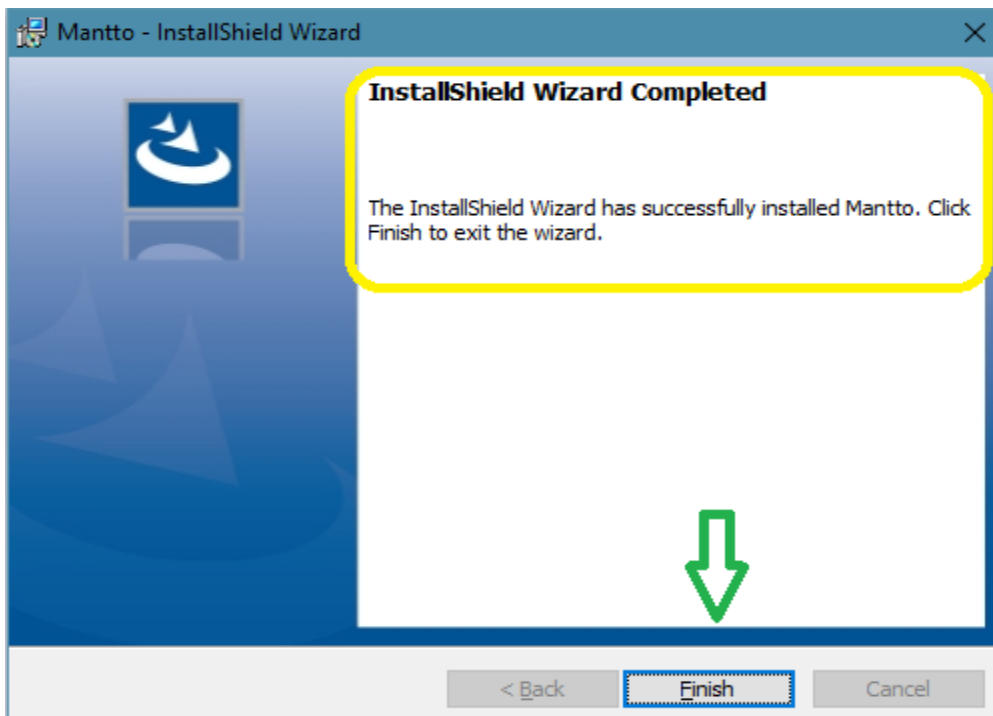 Mantto - InstallShield Wizard
InstallShield Wizard Completed
The InstallShield Wizard has successfully installed Mantto. Click
Finish to exit the wizard.
< Back
Finish
Cancel